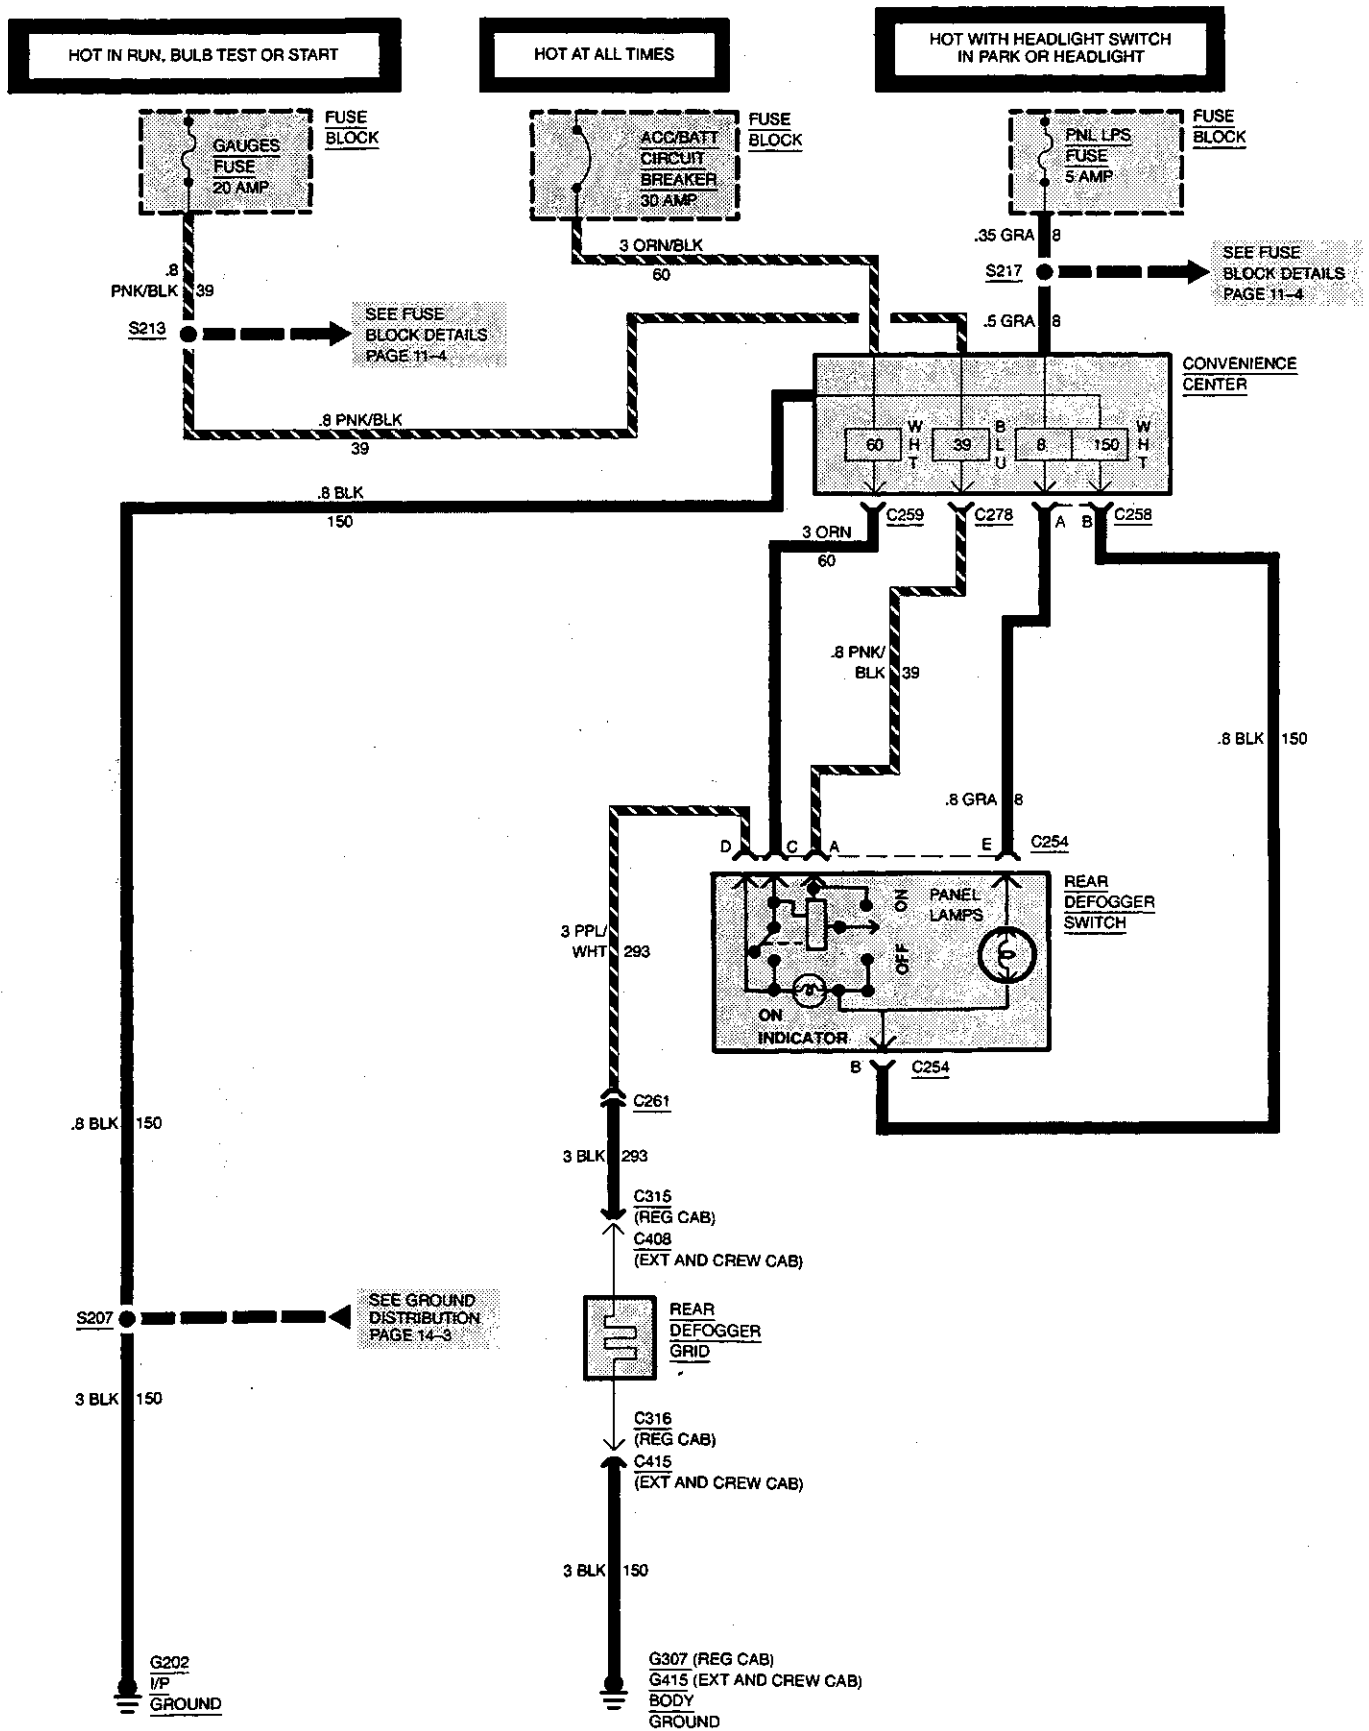 HOT IN RUN, BULB TEST OR START
HOT AT ALL TIMES
HOT WITH HEADLIGHT SWITCH
IN PARK OR HEADLIGHT
GAUGES
FUSE
20 AMP
FUSE
BLOCK
ACC/BATT
CIRCUIT
BREAKER
30 AMP
FUSE
BLOCK
PNL LPS
FUSE
5 AMP
FUSE
BLOCK
.8
PNK/BLK
39
3 ORN/BLK
60
.35 GRA
8
S217
SEE FUSE
BLOCK DETAILS
PAGE 11–4
S213
SEE FUSE
BLOCK DETAILS
PAGE 11–4
.5 GRA
8
CONVENIENCE
CENTER
.8 PNK/BLK
39
60
WHT
39
BLU
8
150
WHT
.8 BLK
150
C259
C278
A
B
C258
3 ORN
60
.8 PNK/
BLK
39
.8 BLK
150
.8 GRA
8
D
C
A
E
C254
REAR
DEFOGGER
SWITCH
ON
OFF
PANEL
LAMPS
ON
INDICATOR
3 PPL/
WHT
293
B
C254
C261
.8 BLK
150
3 BLK
293
C315
(REG CAB)
C408
(EXT AND CREW CAB)
S207
SEE GROUND
DISTRIBUTION
PAGE 14–3
REAR
DEFOGGER
GRID
3 BLK
150
C316
(REG CAB)
C415
(EXT AND CREW CAB)
3 BLK
150
G202
I/P
GROUND
G307 (REG CAB)
G415 (EXT AND CREW CAB)
BODY
GROUND